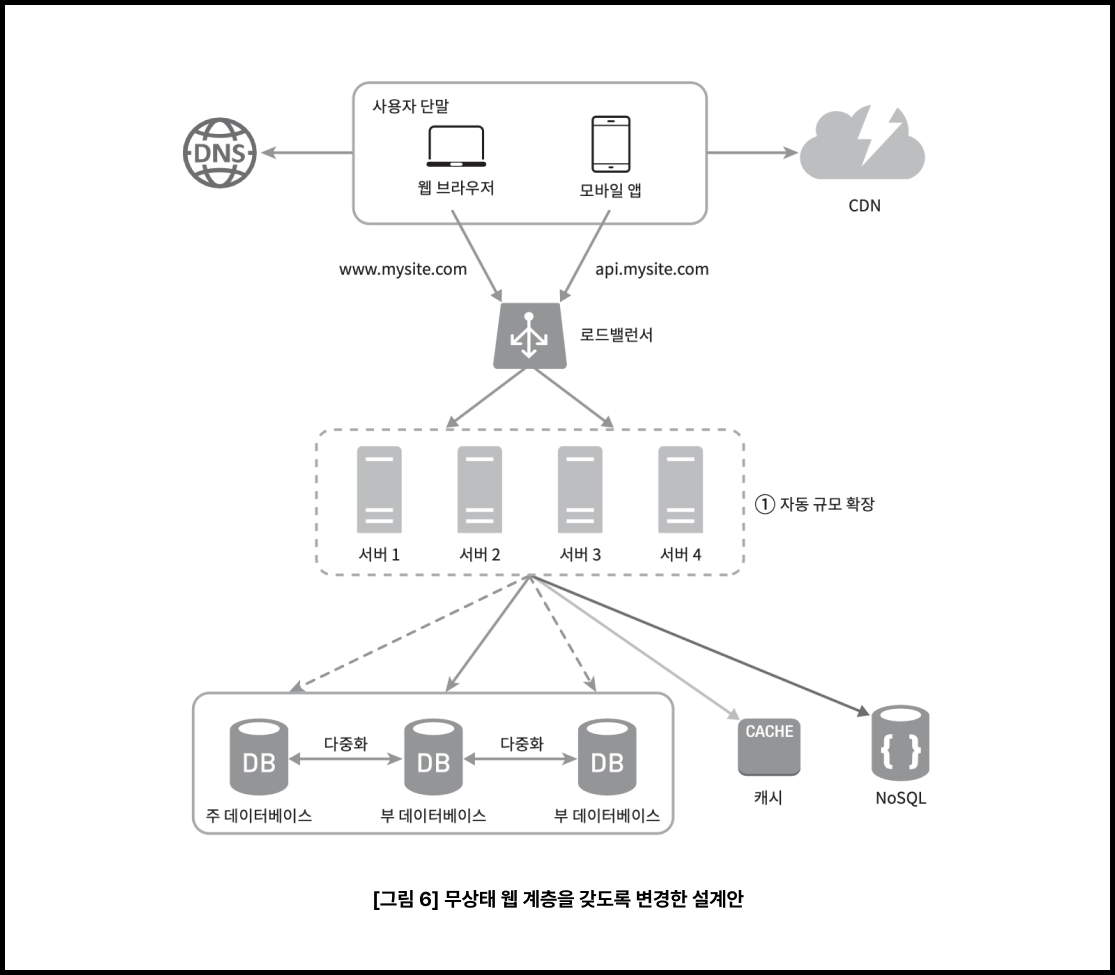 사용자 단말
DNS
웹 브라우저
모바일 앱
CDN
www.mysite.com
api.mysite.com
로드밸런서
서버 1
서버 2
서버 3
서버 4
① 자동 규모 확장
다중화
다중화
DB
DB
DB
CACHE
{ }
주 데이터베이스
부 데이터베이스
부 데이터베이스
캐시
NoSQL
[그림 6] 무상태 웹 계층을 갖도록 변경한 설계안